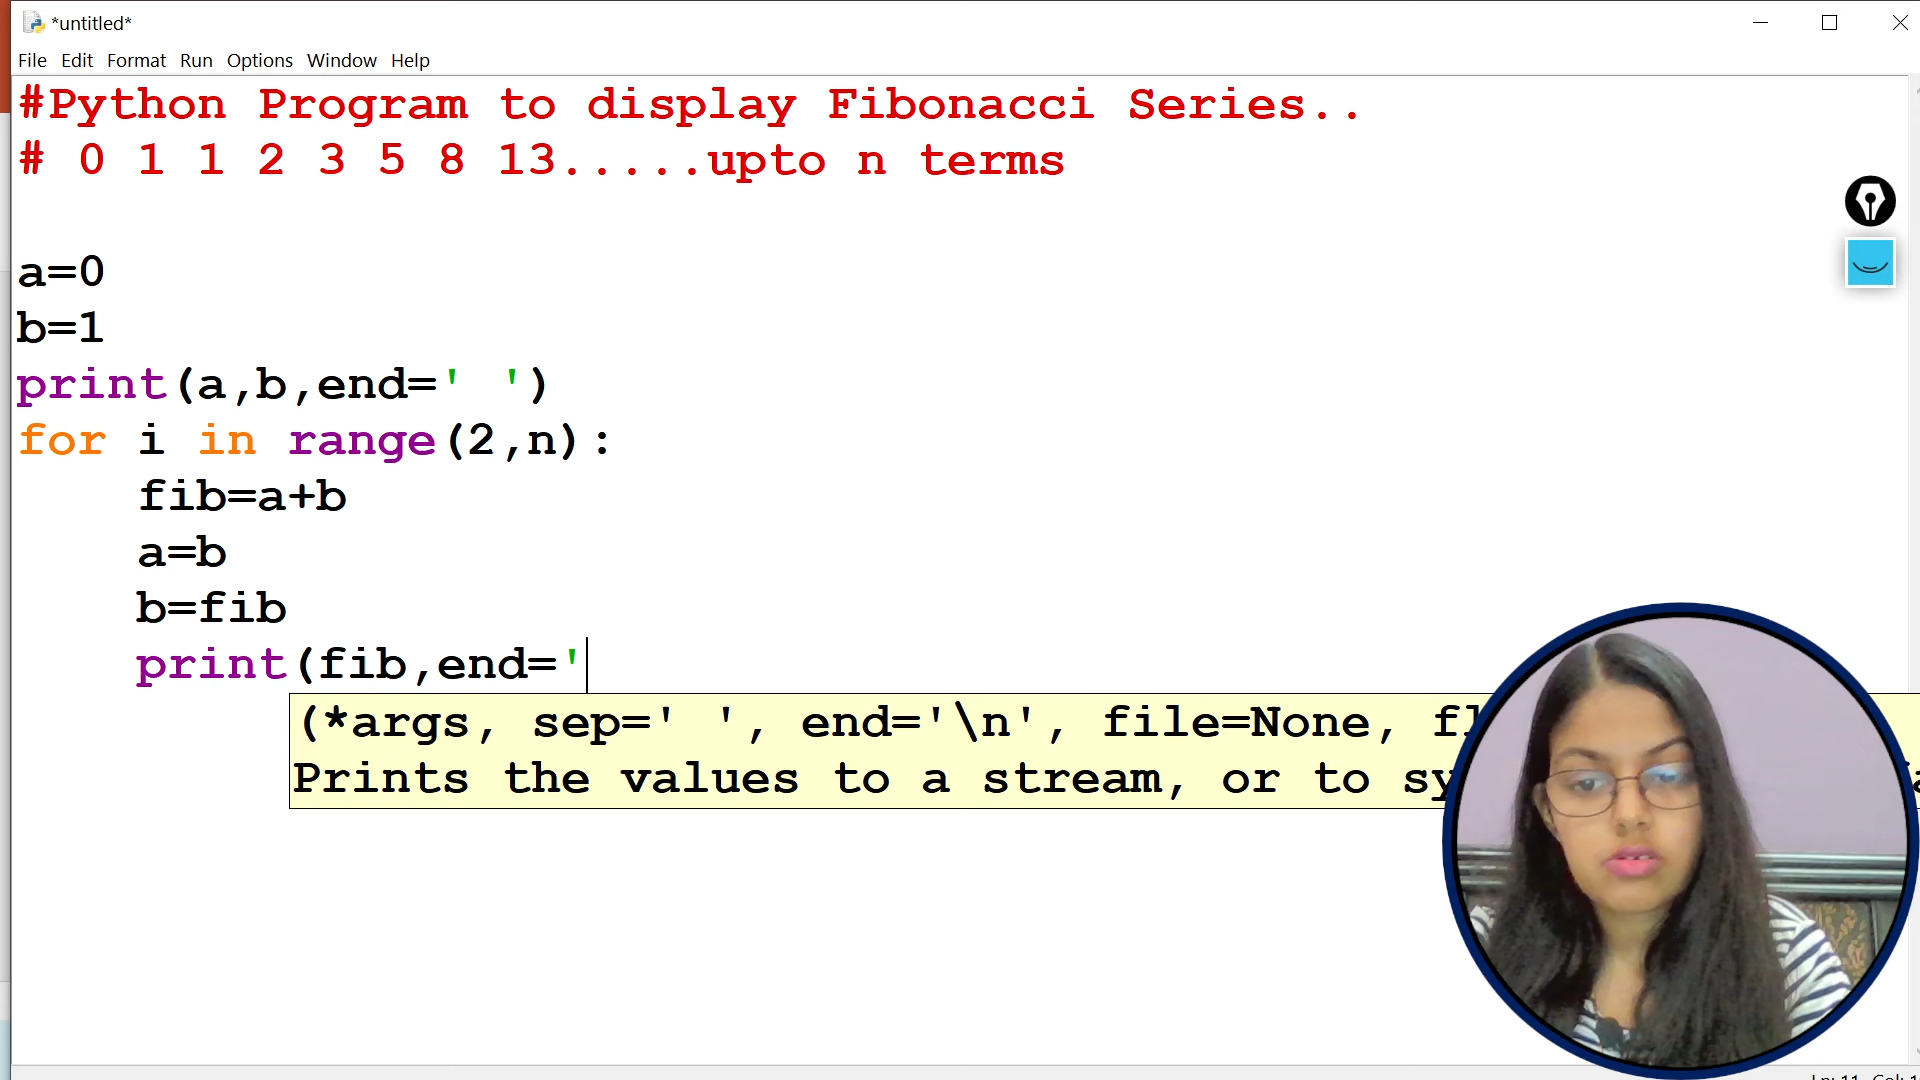 *untitled*
File Edit Format Run Options Window Help
#Python Program to display Fibonacci Series..
# 0 1 1 2 3 5 8 13.....upto n terms
a=0
b=1
print(a,b,end=' ')
for i in range(2,n):
fib=a+b
a=b
b=fib
print(fib,end='
(*args, sep=' ', end='\n', file=None, fl
Prints the values to a stream, or to sy